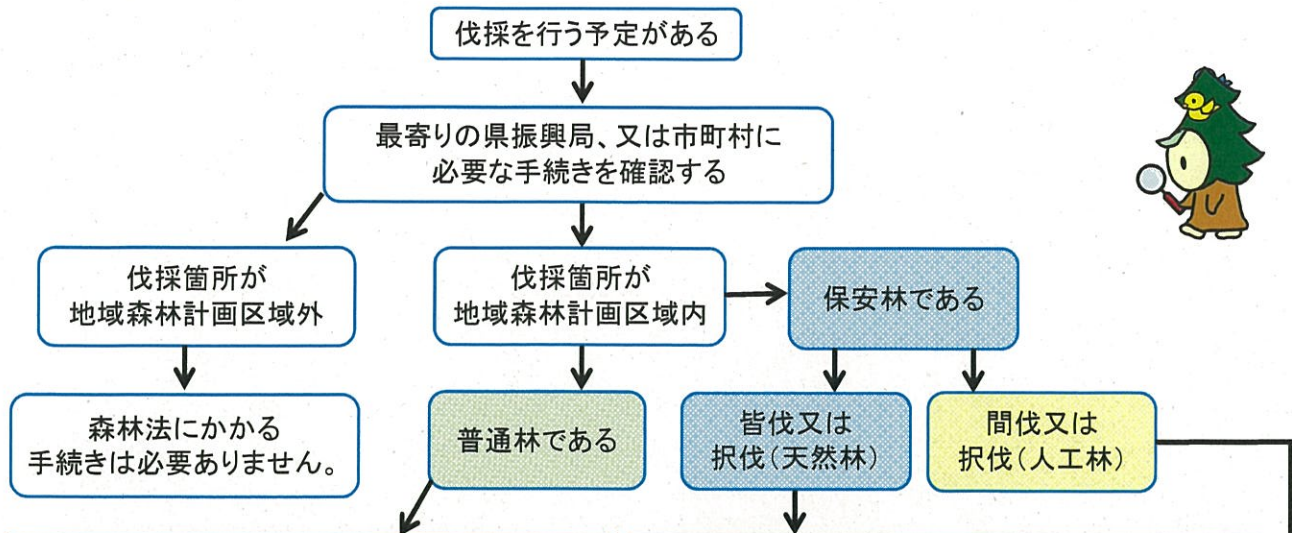 伐採を行う予定がある
最寄りの県振興局、又は市町村に
必要な手続きを確認する
伐採箇所が
地域森林計画区域外
伐採箇所が
地域森林計画区域内
保安林である
森林法にかかる
手続きは必要ありません。
普通林である
皆伐又は
択伐(天然林)
間伐又は
択伐(人工林)